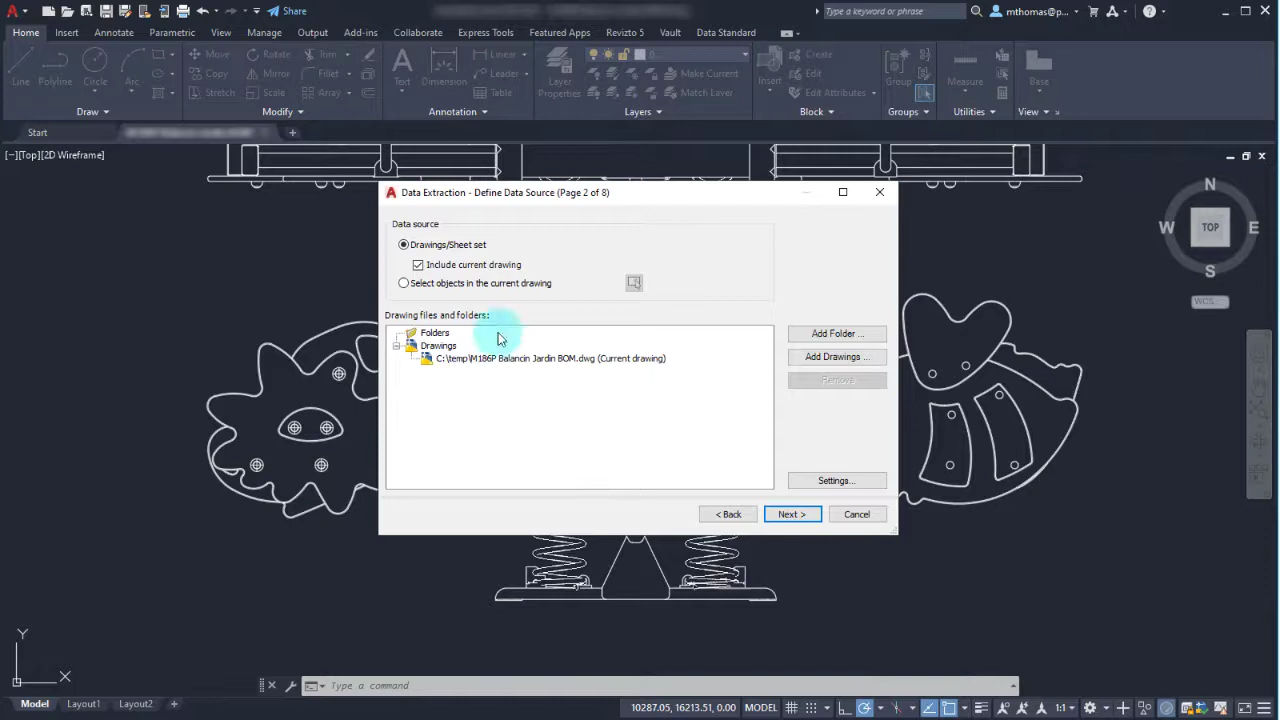 Share
Type a keyword or phrase
mthomas@p...
Home Insert Annotate Parametric View Manage Output Add-ins Collaborate Express Tools Featured Apps Revizto 5 Vault Data Standard
Line Polyline Circle Arc
Move Rotate Trim
Copy Mirror Fillet
Stretch Scale Array
Text Dimension
Linear
Leader
Table
Layer Properties
0
Make Current
Match Layer
Insert
Create
Edit
Edit Attributes
Group
Measure
Base
Draw Modify Annotation Layers Block Groups Utilities View
Start
[−][Top][2D Wireframe]
N
W TOP E
S
WCS
Data Extraction - Define Data Source (Page 2 of 8)
Data source
Drawings/Sheet set
Include current drawing
Select objects in the current drawing
Drawing files and folders:
Folders
Drawings
C:\temp\M186P Balancin Jardin BOM.dwg (Current drawing)
Add Folder ...
Add Drawings ...
Remove
Settings...
< Back Next > Cancel
Y
X
Type a command
Model Layout1 Layout2 +
10287.05, 16213.51, 0.00 MODEL
1:1